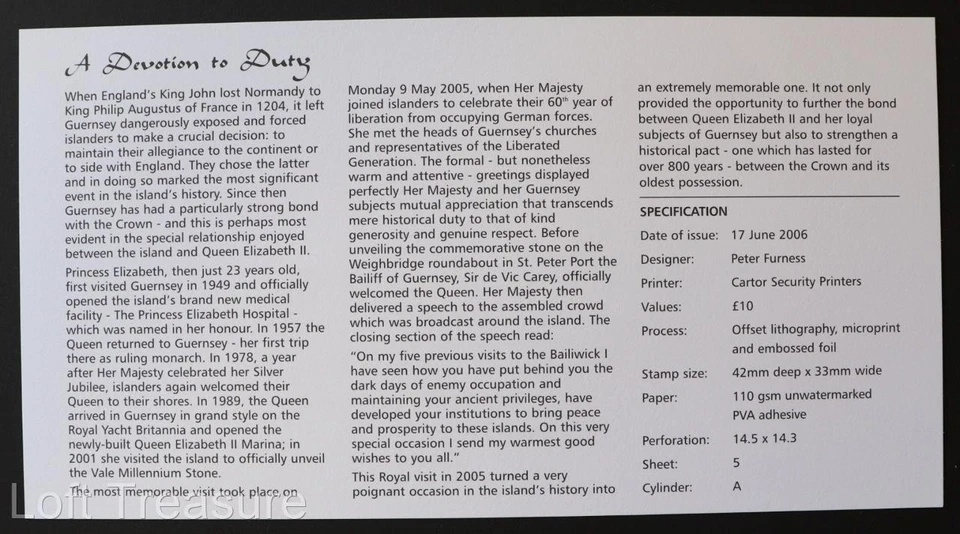 A Devotion to Duty
When England's King John lost Normandy to
King Philip Augustus of France in 1204, it left
Guernsey dangerously exposed and forced
islanders to make a crucial decision: to
maintain their allegiance to the continent or
to side with England. They chose the latter
and in doing so marked the most significant
event in the island's history. Since then
Guernsey has had a particularly strong bond
with the Crown - and this is perhaps most
evident in the special relationship enjoyed
between the island and Queen Elizabeth II.
Princess Elizabeth, then just 23 years old,
first visited Guernsey in 1949 and officially
opened the island's brand new medical
facility - The Princess Elizabeth Hospital -
which was named in her honour. In 1957 the
Queen returned to Guernsey - her first trip
there as ruling monarch. In 1978, a year
after Her Majesty celebrated her Silver
Jubilee, islanders again welcomed their
Queen to their shores. In 1989, the Queen
arrived in Guernsey in grand style on the
Royal Yacht Britannia and opened the
newly-built Queen Elizabeth II Marina; in
2001 she visited the island to officially unveil
the Vale Millennium Stone.
The most memorable visit took place on
Monday 9 May 2005, when Her Majesty
joined islanders to celebrate their 60th year of
liberation from occupying German forces.
She met the heads of Guernsey's churches
and representatives of the Liberated
Generation. The formal - but nonetheless
warm and attentive - greetings displayed
perfectly Her Majesty and her Guernsey
subjects mutual appreciation that transcends
mere historical duty to that of kind
generosity and genuine respect. Before
unveiling the commemorative stone on the
Weighbridge roundabout in St. Peter Port the
Bailiff of Guernsey, Sir de Vic Carey, officially
welcomed the Queen. Her Majesty then
delivered a speech to the assembled crowd
which was broadcast around the island. The
closing section of the speech read:
"On my five previous visits to the Bailiwick I
have seen how you have put behind you the
dark days of enemy occupation and
maintaining your ancient privileges, have
developed your institutions to bring peace
and prosperity to these islands. On this very
special occasion I send my warmest good
wishes to you all."
This Royal visit in 2005 turned a very
poignant occasion in the island's history into
an extremely memorable one. It not only
provided the opportunity to further the bond
between Queen Elizabeth II and her loyal
subjects of Guernsey but also to strengthen a
historical pact - one which has lasted for
over 800 years - between the Crown and its
oldest possession.
SPECIFICATION
Date of issue: 17 June 2006
Designer: Peter Furness
Printer: Cartor Security Printers
Values: £10
Process: Offset lithography, microprint
and embossed foil
Stamp size: 42mm deep x 33mm wide
Paper: 110 gsm unwatermarked
PVA adhesive
Perforation: 14.5 x 14.3
Sheet: 5
Cylinder: A
Loft Treasure